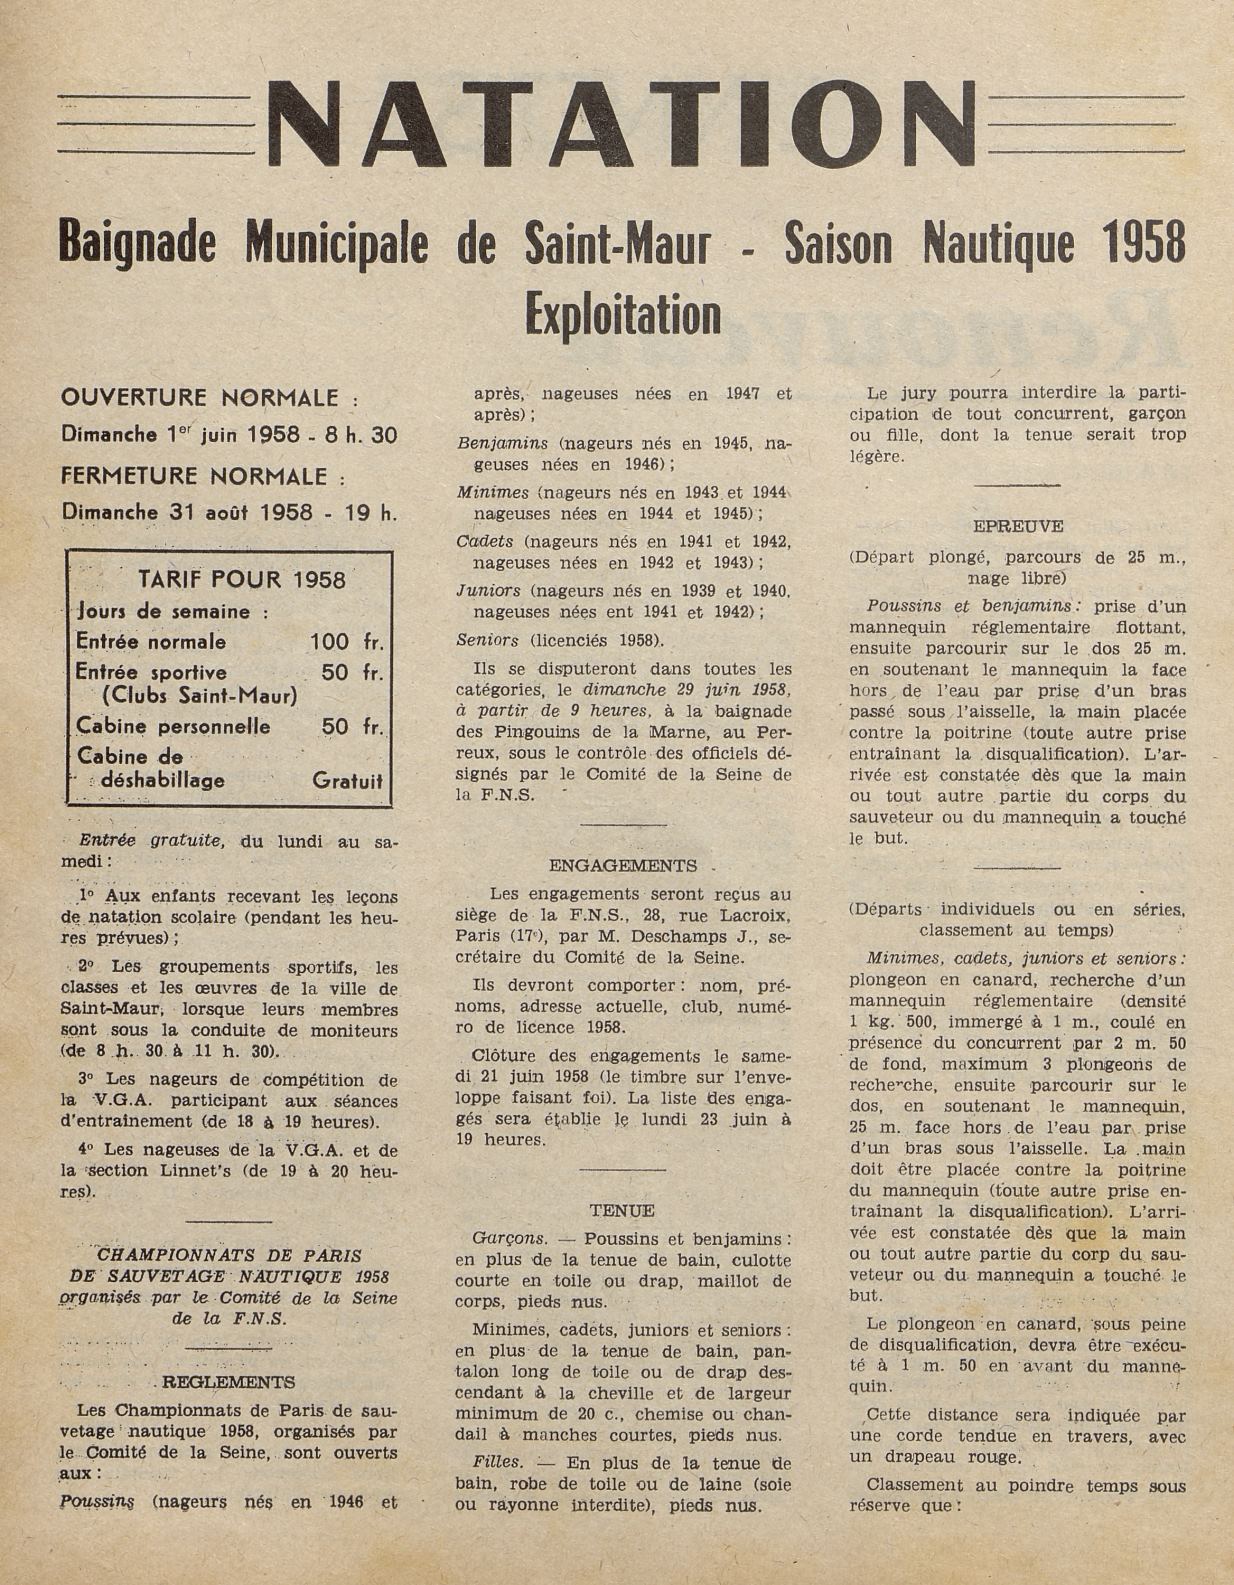 NATATION
Baignade Municipale de Saint-Maur - Saison Nautique 1958
Exploitation
OUVERTURE NORMALE :
Dimanche 1er juin 1958 - 8 h. 30
FERMETURE NORMALE :
Dimanche 31 août 1958 - 19 h.
TARIF POUR 1958
Jours de semaine :
Entrée normale 100 fr.
Entrée sportive 50 fr.
(Clubs Saint-Maur)
Cabine personnelle 50 fr.
Cabine de
déshabillage Gratuit
Entrée gratuite, du lundi au sa-
medi :
1° Aux enfants recevant les leçons
de natation scolaire (pendant les heu-
res prévues) ;
2° Les groupements sportifs, les
classes et les œuvres de la ville de
Saint-Maur, lorsque leurs membres
sont sous la conduite de moniteurs
(de 8 h. 30 à 11 h. 30).
3° Les nageurs de compétition de
la V.G.A. participant aux séances
d'entraînement (de 18 à 19 heures).
4° Les nageuses de la V.G.A. et de
la section Linnet's (de 19 à 20 heu-
res).
CHAMPIONNATS DE PARIS
DE SAUVETAGE NAUTIQUE 1958
organisés par le Comité de la Seine
de la F.N.S.
REGLEMENTS
Les Championnats de Paris de sau-
vetage nautique 1958, organisés par
le Comité de la Seine, sont ouverts
aux :
Poussins (nageurs nés en 1946 et
après, nageuses nées en 1947 et
après) ;
Benjamins (nageurs nés en 1945, na-
geuses nées en 1946) ;
Minimes (nageurs nés en 1943 et 1944
nageuses nées en 1944 et 1945) ;
Cadets (nageurs nés en 1941 et 1942,
nageuses nées en 1942 et 1943) ;
Juniors (nageurs nés en 1939 et 1940,
nageuses nées ent 1941 et 1942) ;
Seniors (licenciés 1958).
Ils se disputeront dans toutes les
catégories, le dimanche 29 juin 1958,
à partir de 9 heures, à la baignade
des Pingouins de la Marne, au Per-
reux, sous le contrôle des officiels dé-
signés par le Comité de la Seine de
la F.N.S.
ENGAGEMENTS
Les engagements seront reçus au
siège de la F.N.S., 28, rue Lacroix,
Paris (17e), par M. Deschamps J., se-
crétaire du Comité de la Seine.
Ils devront comporter : nom, pré-
noms, adresse actuelle, club, numé-
ro de licence 1958.
Clôture des engagements le same-
di 21 juin 1958 (le timbre sur l'enve-
loppe faisant foi). La liste des enga-
gés sera établie le lundi 23 juin à
19 heures.
TENUE
Garçons. — Poussins et benjamins :
en plus de la tenue de bain, culotte
courte en toile ou drap, maillot de
corps, pieds nus.
Minimes, cadets, juniors et seniors :
en plus de la tenue de bain, pan-
talon long de toile ou de drap des-
cendant à la cheville et de largeur
minimum de 20 c., chemise ou chan-
dail à manches courtes, pieds nus.
Filles. — En plus de la tenue de
bain, robe de toile ou de laine (soie
ou rayonne interdite), pieds nus.
Le jury pourra interdire la parti-
cipation de tout concurrent, garçon
ou fille, dont la tenue serait trop
légère.
EPREUVE
(Départ plongé, parcours de 25 m.,
nage libre)
Poussins et benjamins : prise d'un
mannequin réglementaire flottant,
ensuite parcourir sur le dos 25 m.
en soutenant le mannequin la face
hors de l'eau par prise d'un bras
passé sous l'aisselle, la main placée
contre la poitrine (toute autre prise
entraînant la disqualification). L'ar-
rivée est constatée dès que la main
ou tout autre partie du corps du
sauveteur ou du mannequin a touché
le but.
(Départs individuels ou en séries,
classement au temps)
Minimes, cadets, juniors et seniors :
plongeon en canard, recherche d'un
mannequin réglementaire (densité
1 kg. 500, immergé à 1 m., coulé en
présence du concurrent par 2 m. 50
de fond, maximum 3 plongeons de
recherche, ensuite parcourir sur le
dos, en soutenant le mannequin,
25 m. face hors de l'eau par prise
d'un bras sous l'aisselle. La main
doit être placée contre la poitrine
du mannequin (toute autre prise en-
traînant la disqualification). L'arri-
vée est constatée dès que la main
ou tout autre partie du corp du sau-
veteur ou du mannequin a touché le
but.
Le plongeon en canard, sous peine
de disqualification, devra être exécu-
té à 1 m. 50 en avant du manne-
quin.
Cette distance sera indiquée par
une corde tendue en travers, avec
un drapeau rouge.
Classement au poindre temps sous
réserve que :